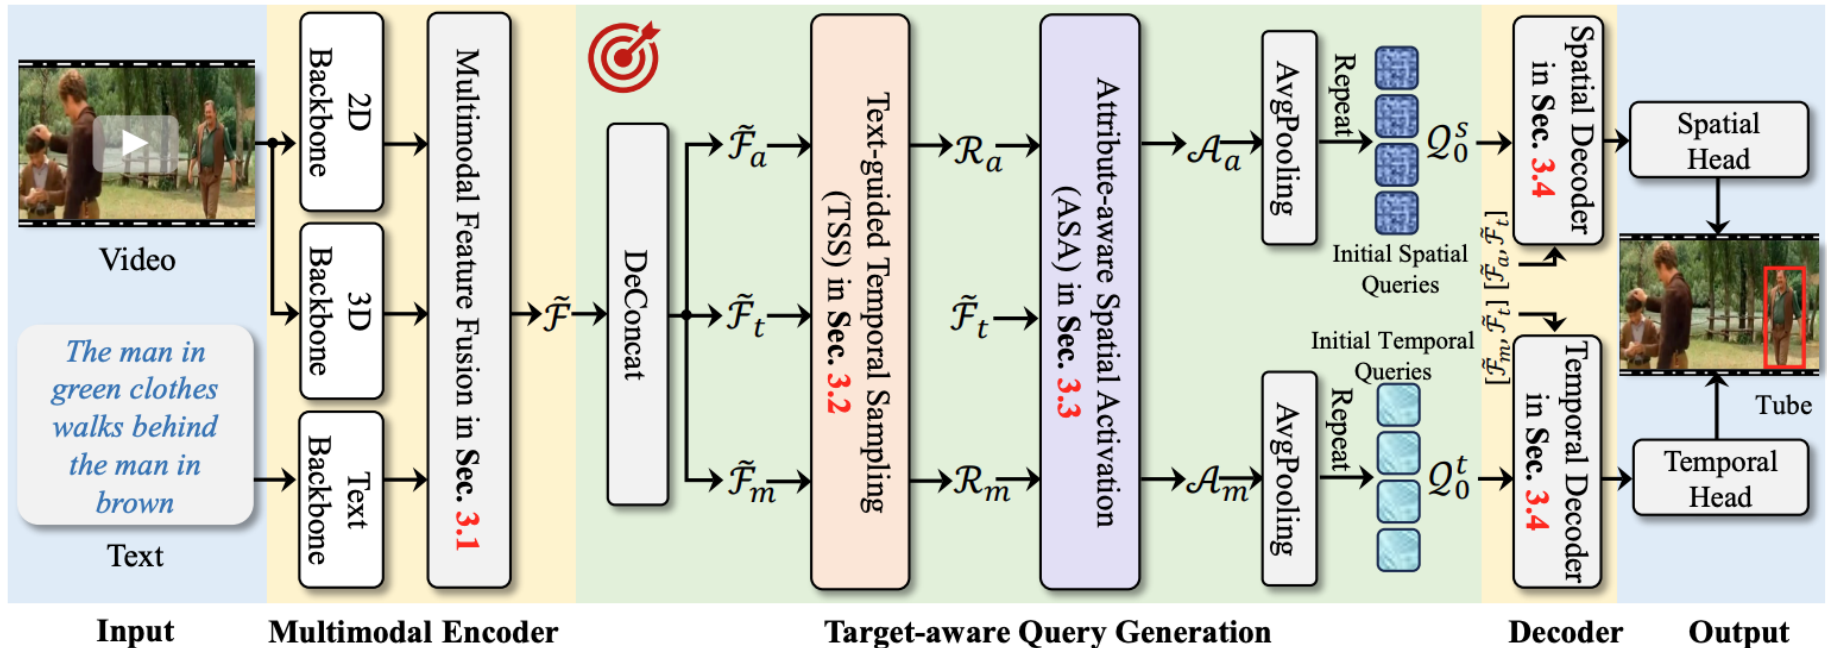 Video
The man in
green clothes
walks behind
the man in
brown
Text
Input
2D
Backbone
3D
Backbone
Text
Backbone
Multimodal Feature Fusion in Sec. 3.1
Multimodal Encoder
F̃
DeConcat
F̃a
F̃t
F̃m
Text-guided Temporal Sampling
(TSS) in Sec. 3.2
Ra
F̃t
Rm
Attribute-aware Spatial Activation
(ASA) in Sec. 3.3
Aa
Am
AvgPooling
Repeat
Initial Spatial
Queries
Q₀ˢ
AvgPooling
Repeat
Initial Temporal
Queries
Q₀ᵗ
Target-aware Query Generation
[F̃a, F̃t]
[F̃m, F̃t]
Spatial Decoder
in Sec. 3.4
Temporal Decoder
in Sec. 3.4
Decoder
Spatial
Head
Tube
Temporal
Head
Output